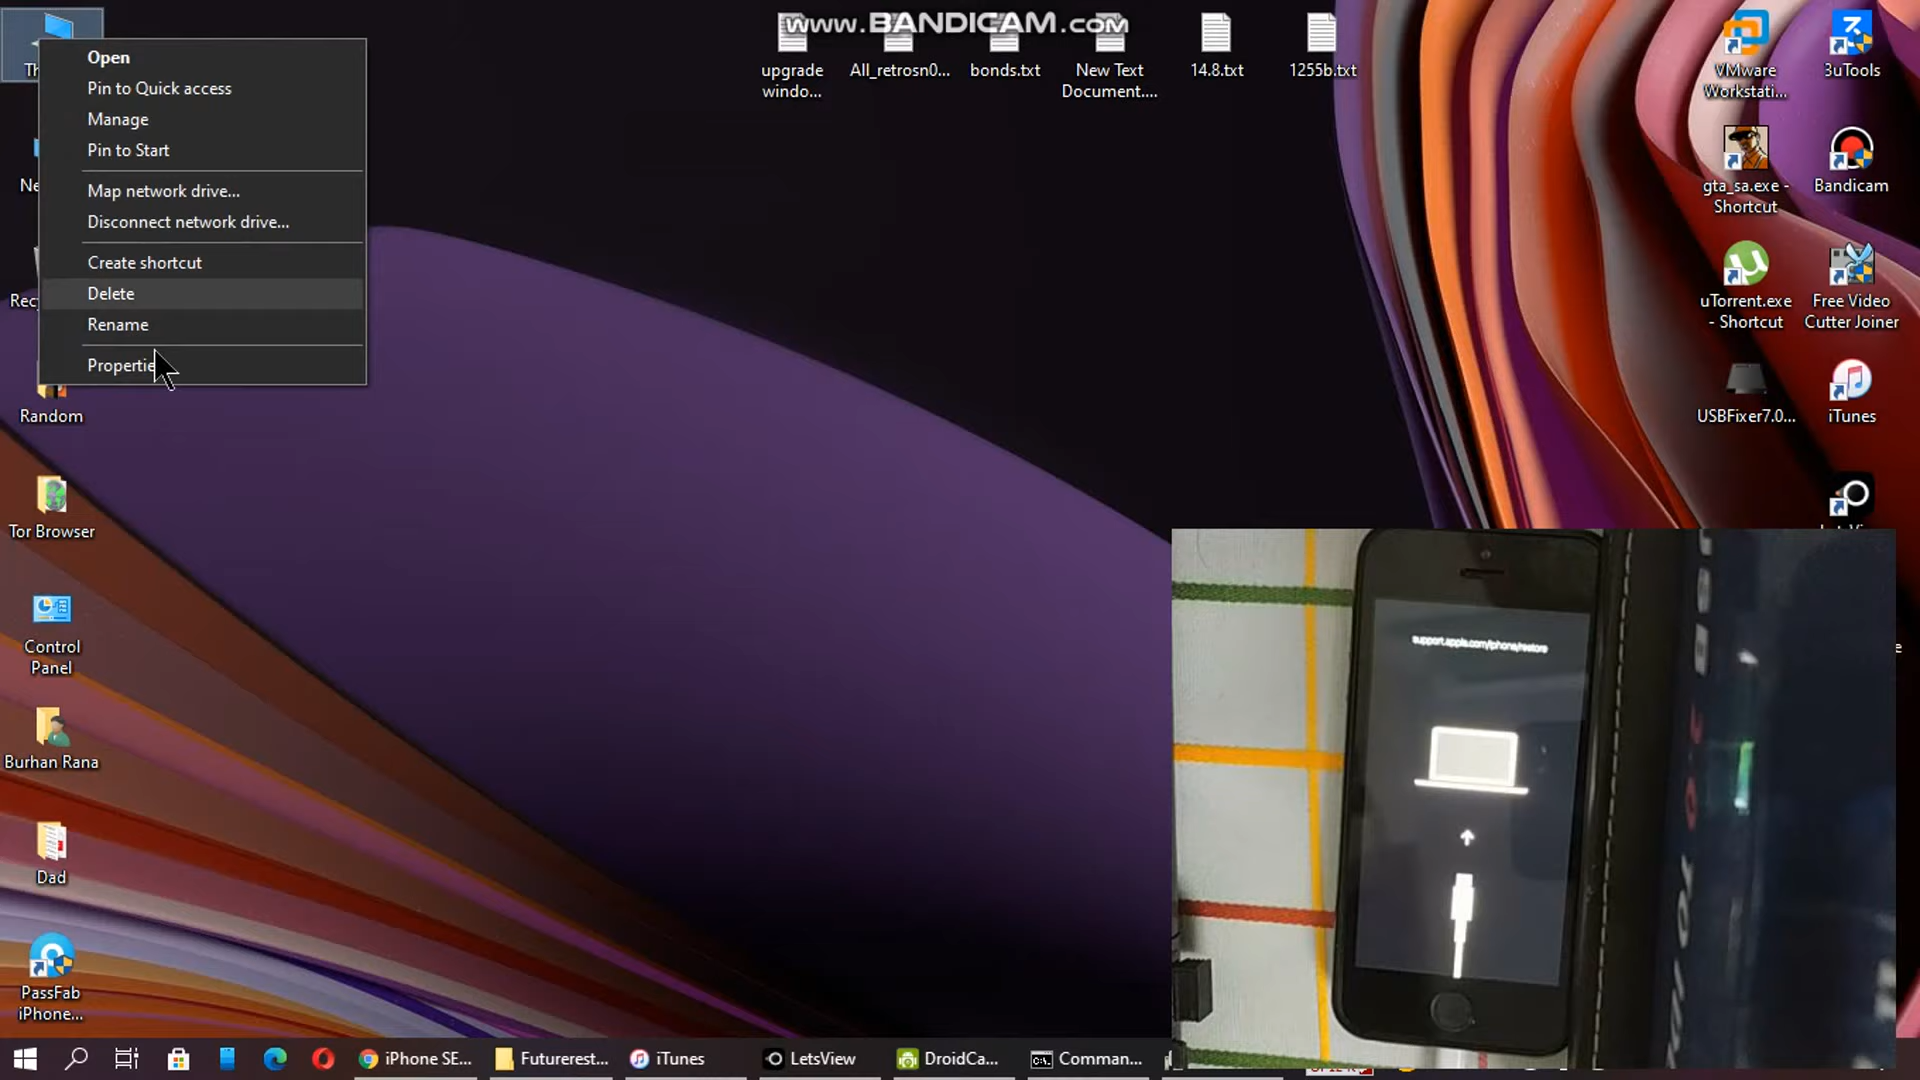 www.BANDICAM.com
Open
Pin to Quick access
Manage
Pin to Start
Map network drive...
Disconnect network drive...
Create shortcut
Delete
Rename
Propertie
Th
Ne
Recy
Random
Tor Browser
Control
Panel
Burhan Rana
Dad
PassFab
iPhone...
upgrade
windo...
All_retrosn0...
bonds.txt
New Text
Document....
14.8.txt
1255b.txt
VMware
Workstati...
3uTools
gta_sa.exe -
Shortcut
Bandicam
uTorrent.exe
- Shortcut
Free Video
Cutter Joiner
USBFixer7.0...
iTunes
support.apple.com/iphone/restore
iPhone SE...
Futurerest...
iTunes
LetsView
DroidCa...
Comman...